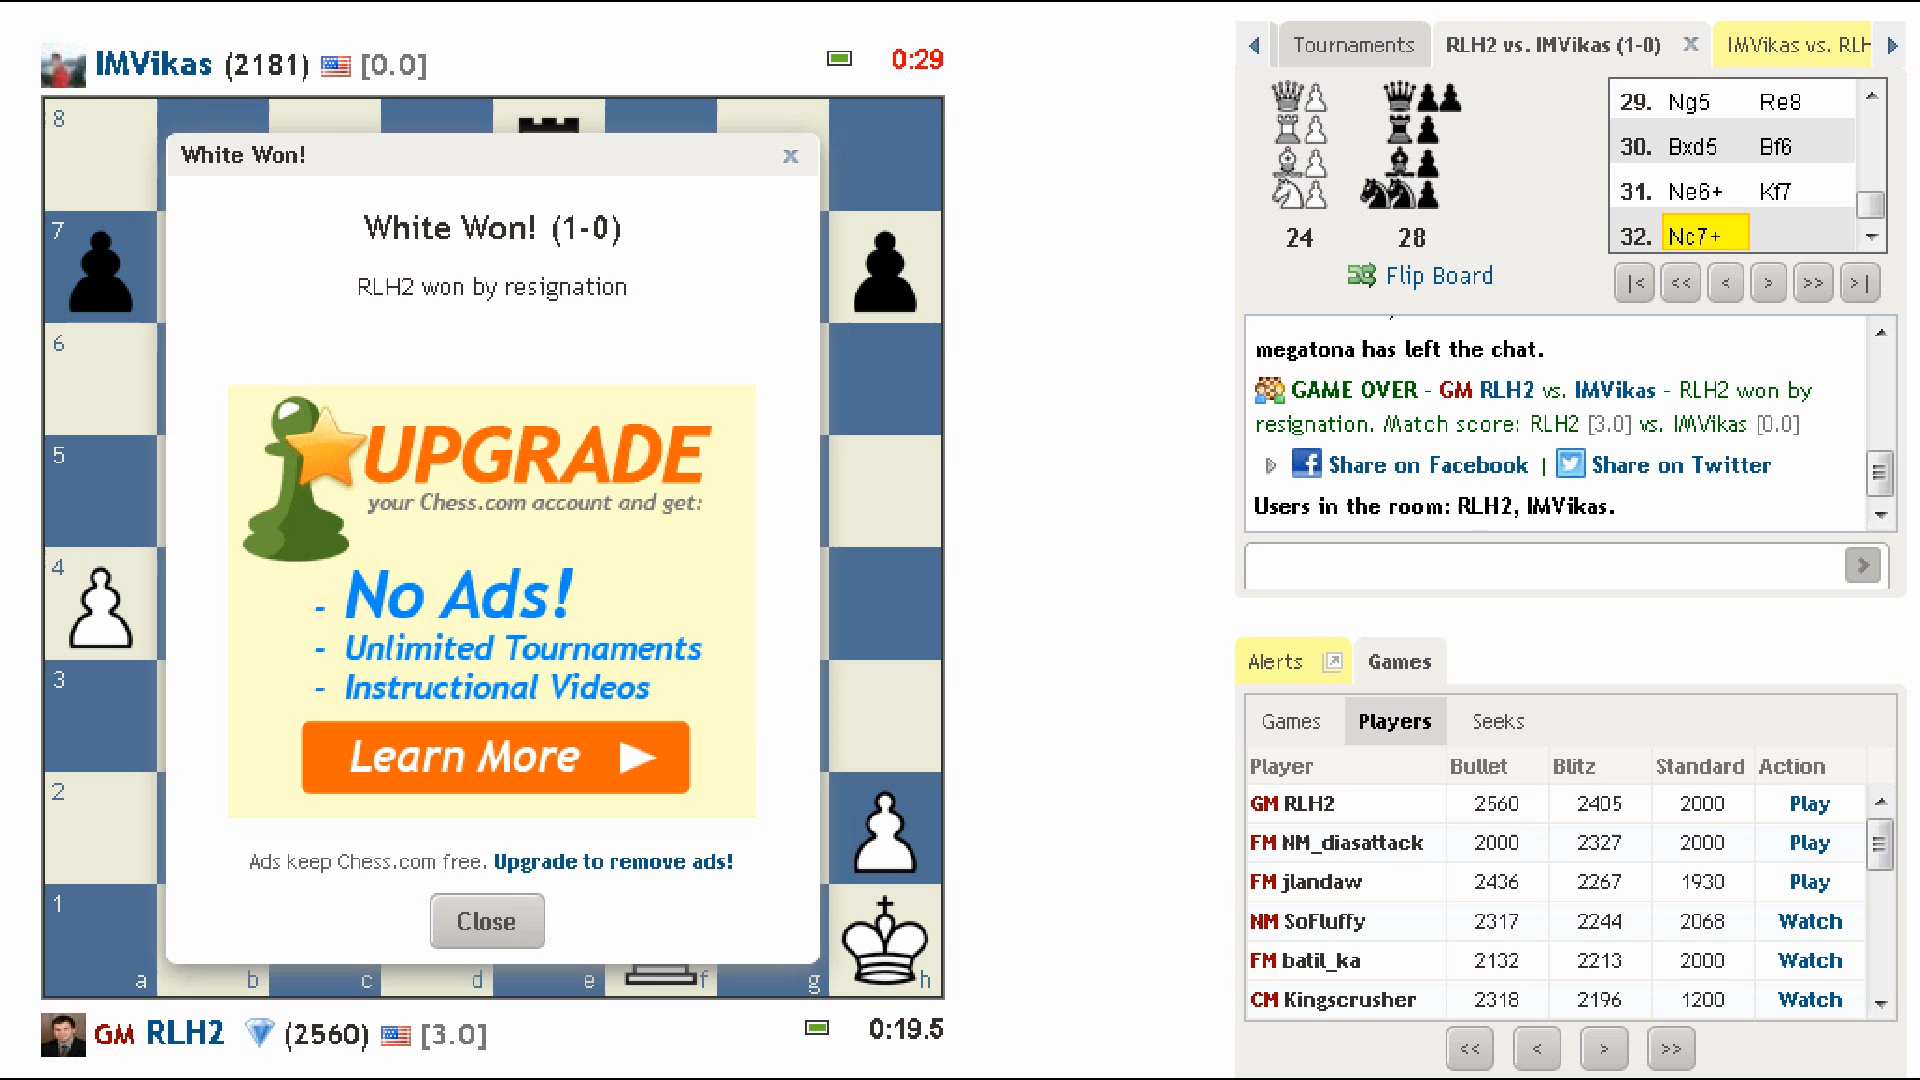 IMVikas (2181) [0.0] 0:29
8
7
6
5
4
3
2
1
a b c d e f g h
White Won! x
White Won! (1-0)
RLH2 won by resignation
UPGRADE
your Chess.com account and get:
- No Ads!
- Unlimited Tournaments
- Instructional Videos
Learn More
Ads keep Chess.com free. Upgrade to remove ads!
Close
GM RLH2 (2560) [3.0] 0:19.5
Tournaments RLH2 vs. IMVikas (1-0) x IMVikas vs. RLH
24 28
Flip Board
29. Ng5 Re8
30. Bxd5 Bf6
31. Ne6+ Kf7
32. Nc7+
|< << < > >> >|
megatona has left the chat.
GAME OVER - GM RLH2 vs. IMVikas - RLH2 won by
resignation. Match score: RLH2 [3.0] vs. IMVikas [0.0]
Share on Facebook | Share on Twitter
Users in the room: RLH2, IMVikas.
>
Alerts Games
Games Players Seeks
Player Bullet Blitz Standard Action
GM RLH2 2560 2405 2000 Play
FM NM_diasattack 2000 2327 2000 Play
FM jlandaw 2436 2267 1930 Play
NM SoFluffy 2317 2244 2068 Watch
FM batil_ka 2132 2213 2000 Watch
CM Kingscrusher 2318 2196 1200 Watch
<< < > >>